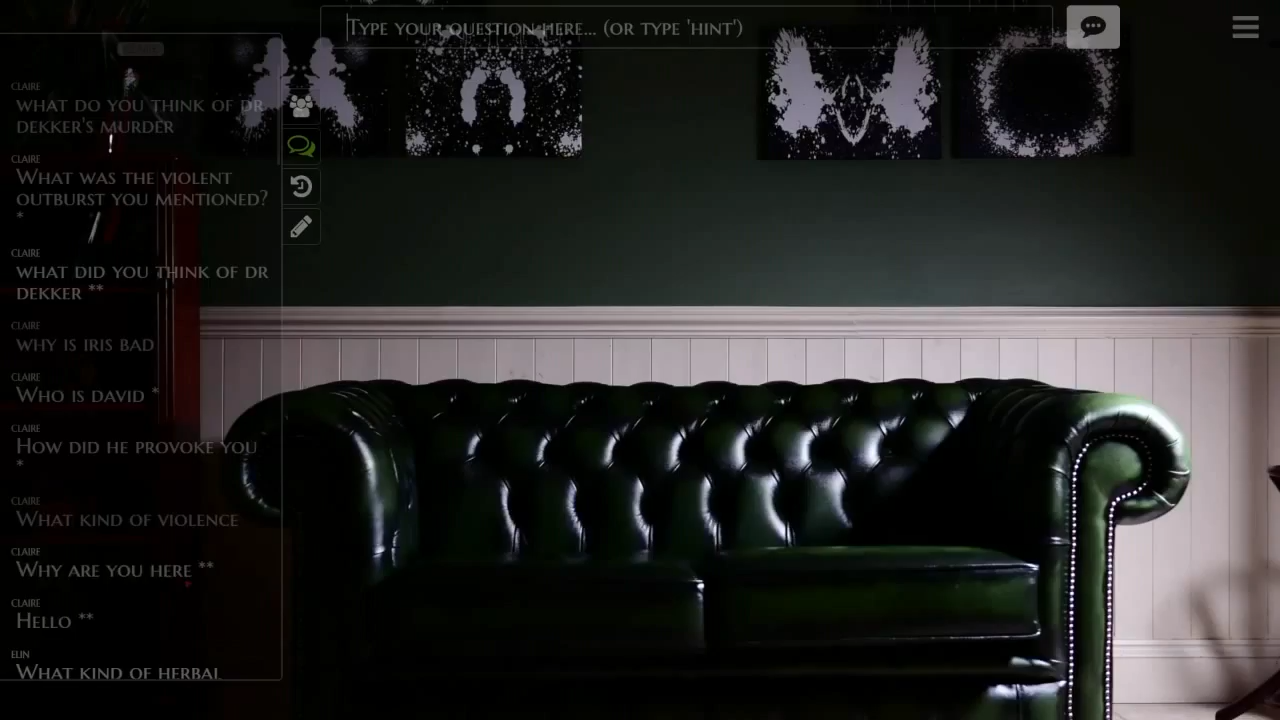 Type your question here... (or type 'hint')
Claire
what do you think of dr
dekker's murder
Claire
What was the violent
outburst you mentioned?
*
Claire
what did you think of dr
dekker **
Claire
why is iris bad
Claire
Who is david *
Claire
How did he provoke you
*
Claire
What kind of violence
Claire
Why are you here **
Claire
Hello **
Elin
What kind of herbal